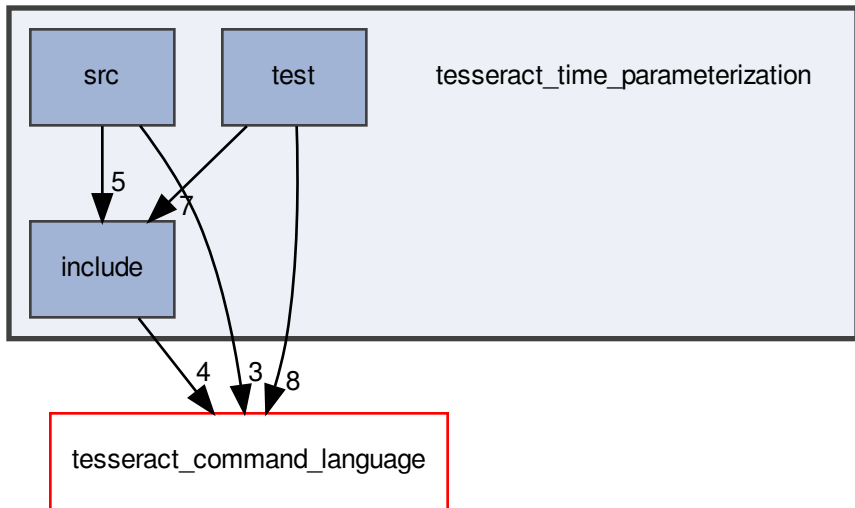 src
test
tesseract_time_parameterization
5
7
include
4
3
8
tesseract_command_language